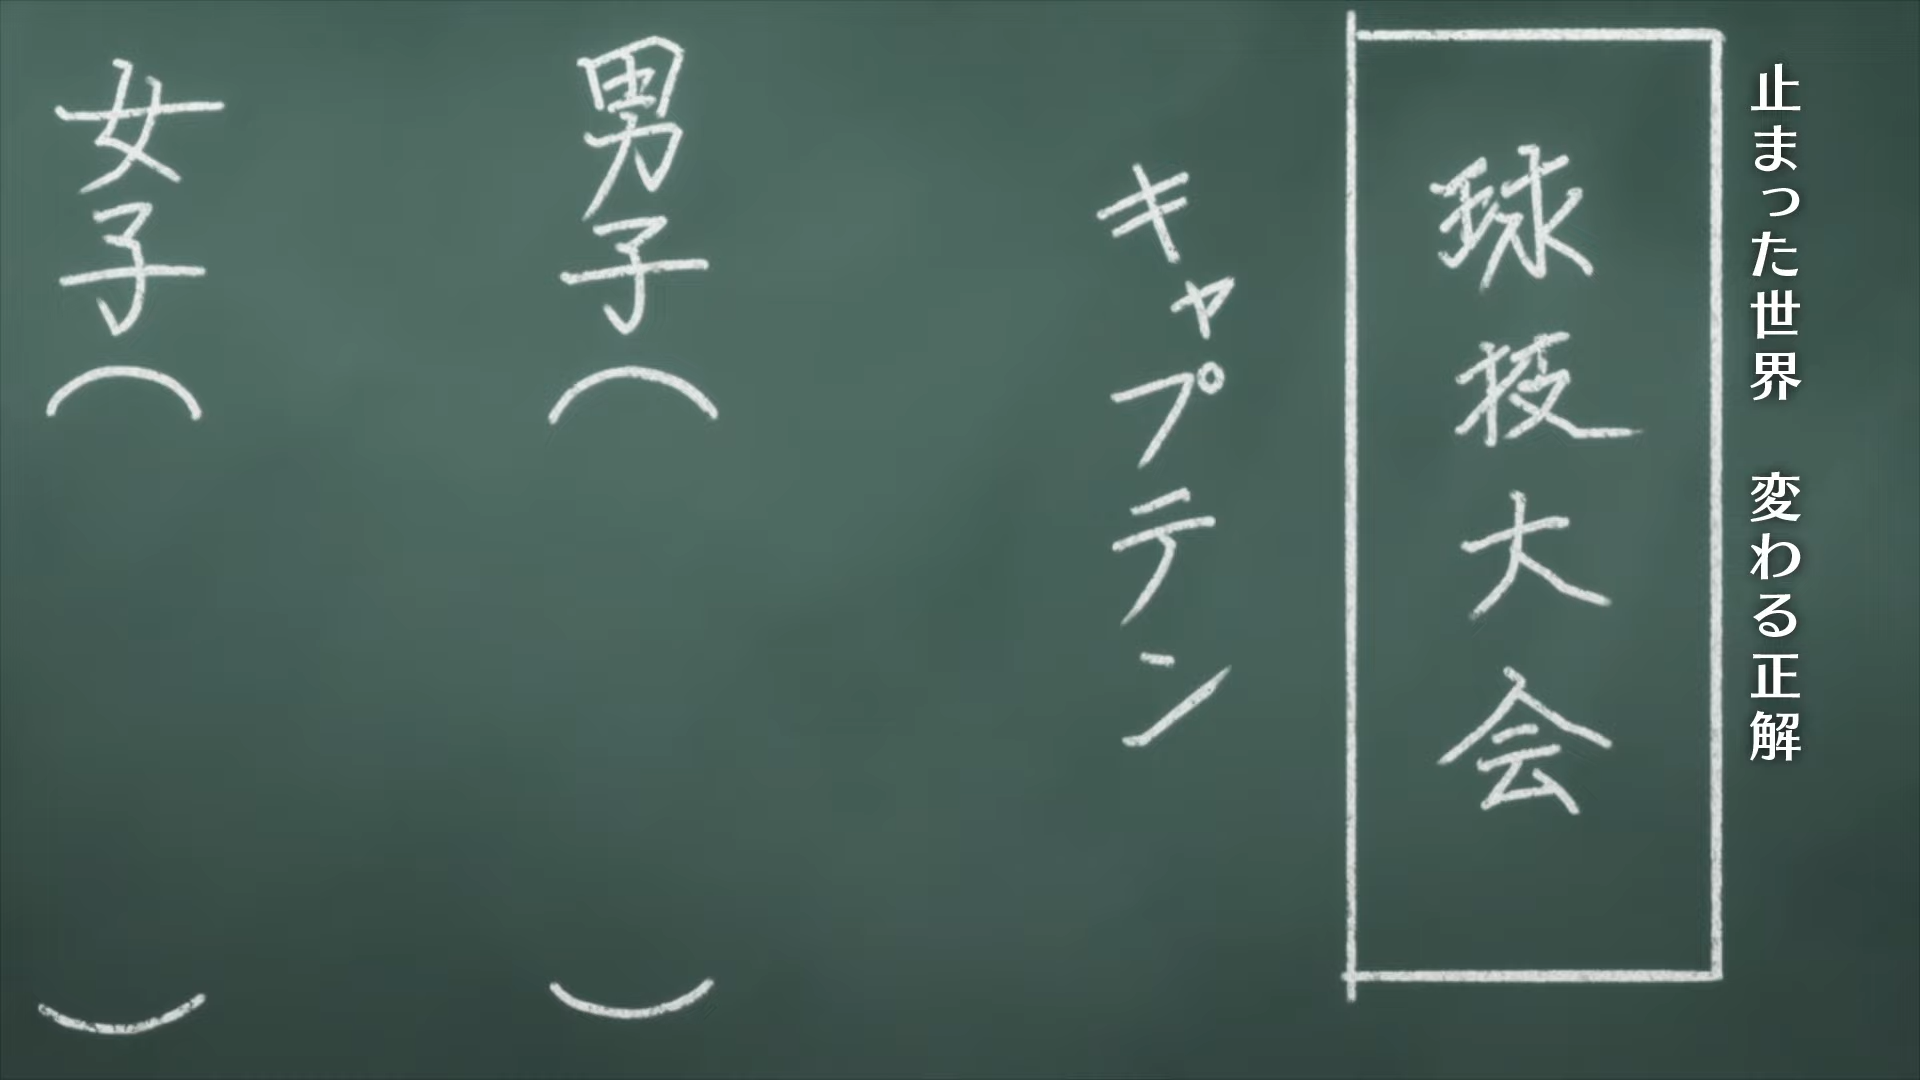 止まった世界　変わる正解
球技大会
キャプテン
男子（　　　）
女子（　　　）